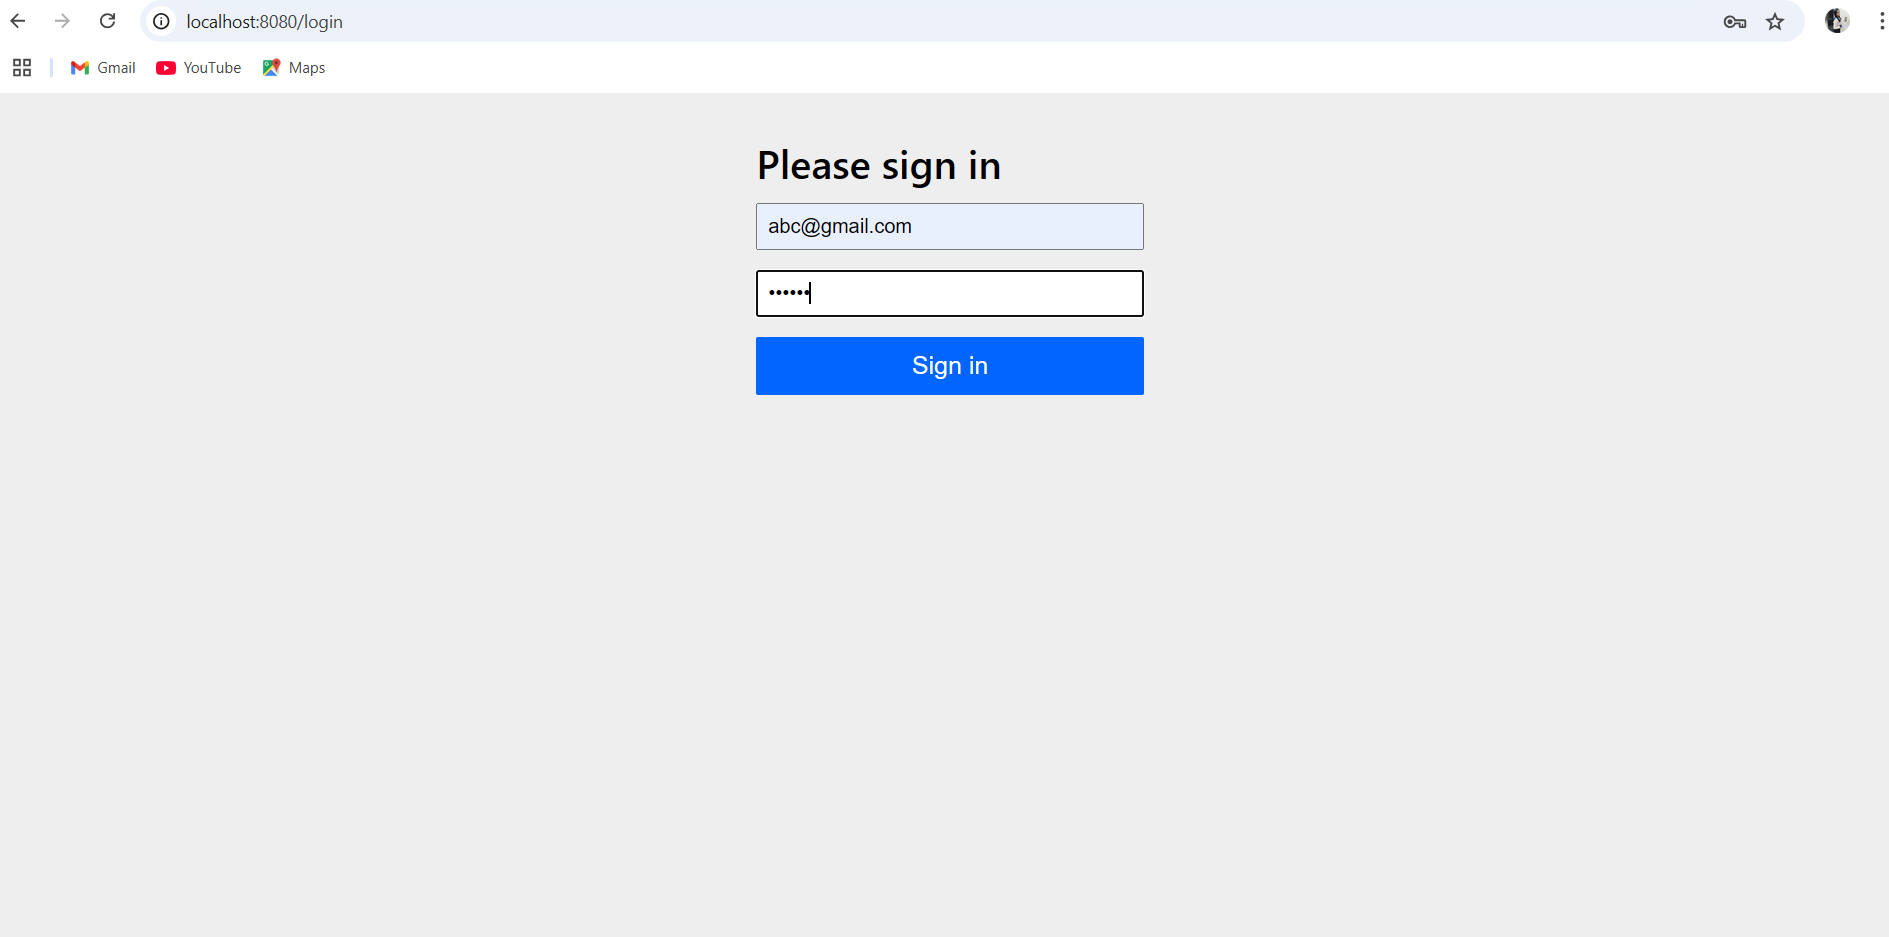 localhost:8080/login
Gmail YouTube Maps
Please sign in
abc@gmail.com
••••••
Sign in